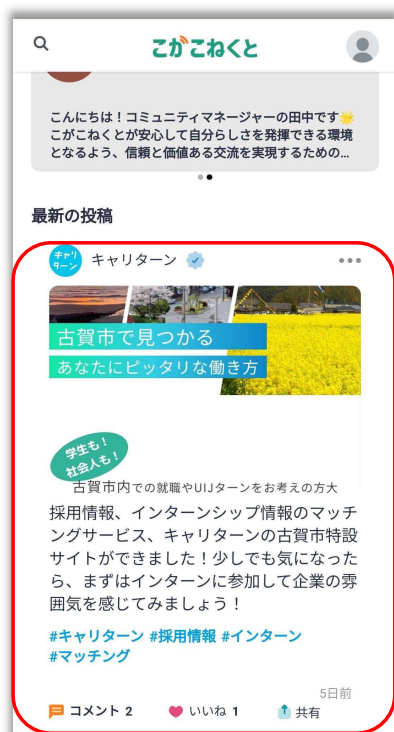 こがこねくと
こんにちは！コミュニティマネージャーの田中です🌟
こがこねくとが安心して自分らしさを発揮できる環境
となるよう、信頼と価値ある交流を実現するための...
最新の投稿
キャリ
ターン
キャリターン
古賀市で見つかる
あなたにピッタリな働き方
学生も！
社会人も！
古賀市内での就職やUIJターンをお考えの方大
採用情報、インターンシップ情報のマッチ
ングサービス、キャリターンの古賀市特設
サイトができました！少しでも気になった
ら、まずはインターンに参加して企業の雰
囲気を感じてみましょう！
#キャリターン #採用情報 #インターン
#マッチング
5日前
コメント 2 いいね 1 共有